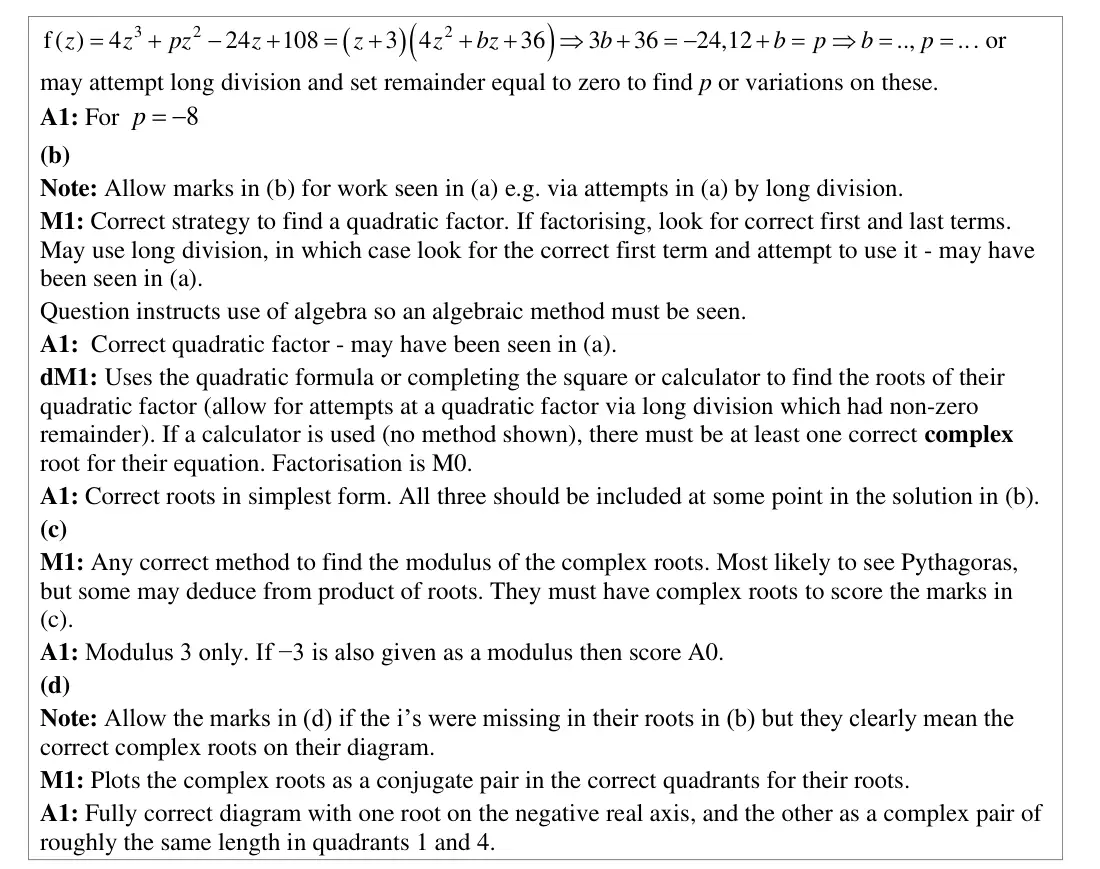 f(z) = 4z³ + pz² − 24z + 108 = (z + 3)(4z² + bz + 36) ⇒ 3b + 36 = −24, 12 + b = p ⇒ b = .., p = ... or
may attempt long division and set remainder equal to zero to find p or variations on these.
A1: For p = −8
(b)
Note: Allow marks in (b) for work seen in (a) e.g. via attempts in (a) by long division.
M1: Correct strategy to find a quadratic factor. If factorising, look for correct first and last terms.
May use long division, in which case look for the correct first term and attempt to use it - may have
been seen in (a).
Question instructs use of algebra so an algebraic method must be seen.
A1: Correct quadratic factor - may have been seen in (a).
dM1: Uses the quadratic formula or completing the square or calculator to find the roots of their
quadratic factor (allow for attempts at a quadratic factor via long division which had non-zero
remainder). If a calculator is used (no method shown), there must be at least one correct complex
root for their equation. Factorisation is M0.
A1: Correct roots in simplest form. All three should be included at some point in the solution in (b).
(c)
M1: Any correct method to find the modulus of the complex roots. Most likely to see Pythagoras,
but some may deduce from product of roots. They must have complex roots to score the marks in
(c).
A1: Modulus 3 only. If −3 is also given as a modulus then score A0.
(d)
Note: Allow the marks in (d) if the i's were missing in their roots in (b) but they clearly mean the
correct complex roots on their diagram.
M1: Plots the complex roots as a conjugate pair in the correct quadrants for their roots.
A1: Fully correct diagram with one root on the negative real axis, and the other as a complex pair of
roughly the same length in quadrants 1 and 4.